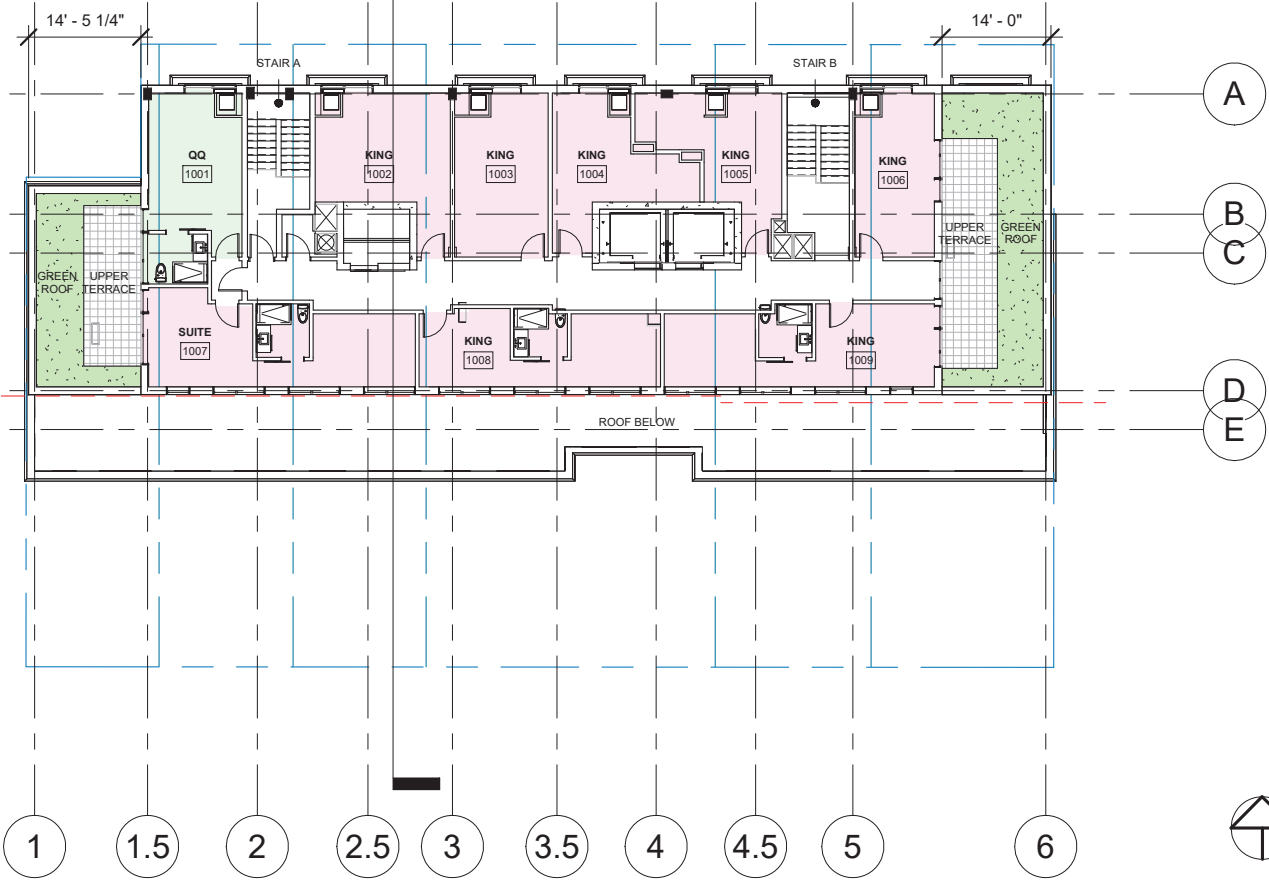 14' - 5 1/4"
14' - 0"
STAIR A
STAIR B
A
QQ
1001
KING
1002
KING
1003
KING
1004
KING
1005
KING
1006
B
UPPER
TERRACE
GREEN
ROOF
C
GREEN
ROOF
UPPER
TERRACE
SUITE
1007
KING
1008
KING
1009
D
ROOF BELOW
E
1
1.5
2
2.5
3
3.5
4
4.5
5
6